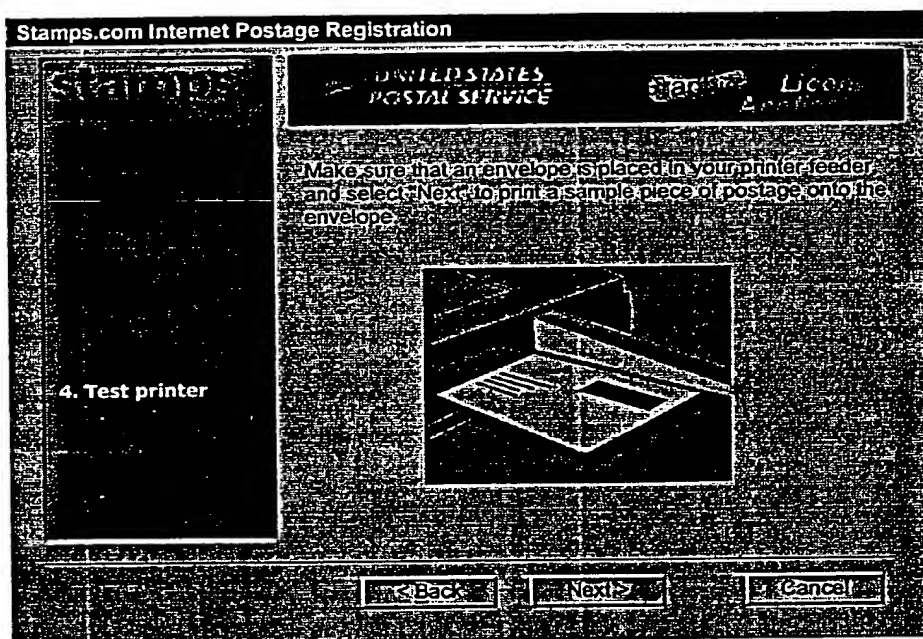 Stamps.com Internet Postage Registration
stamps
UNITED STATES
POSTAL SERVICE
Make sure that an envelope is placed in your printer feeder
and select "Next" to print a sample piece of postage onto the
envelope.
4. Test printer
< Back
Next >
Cancel